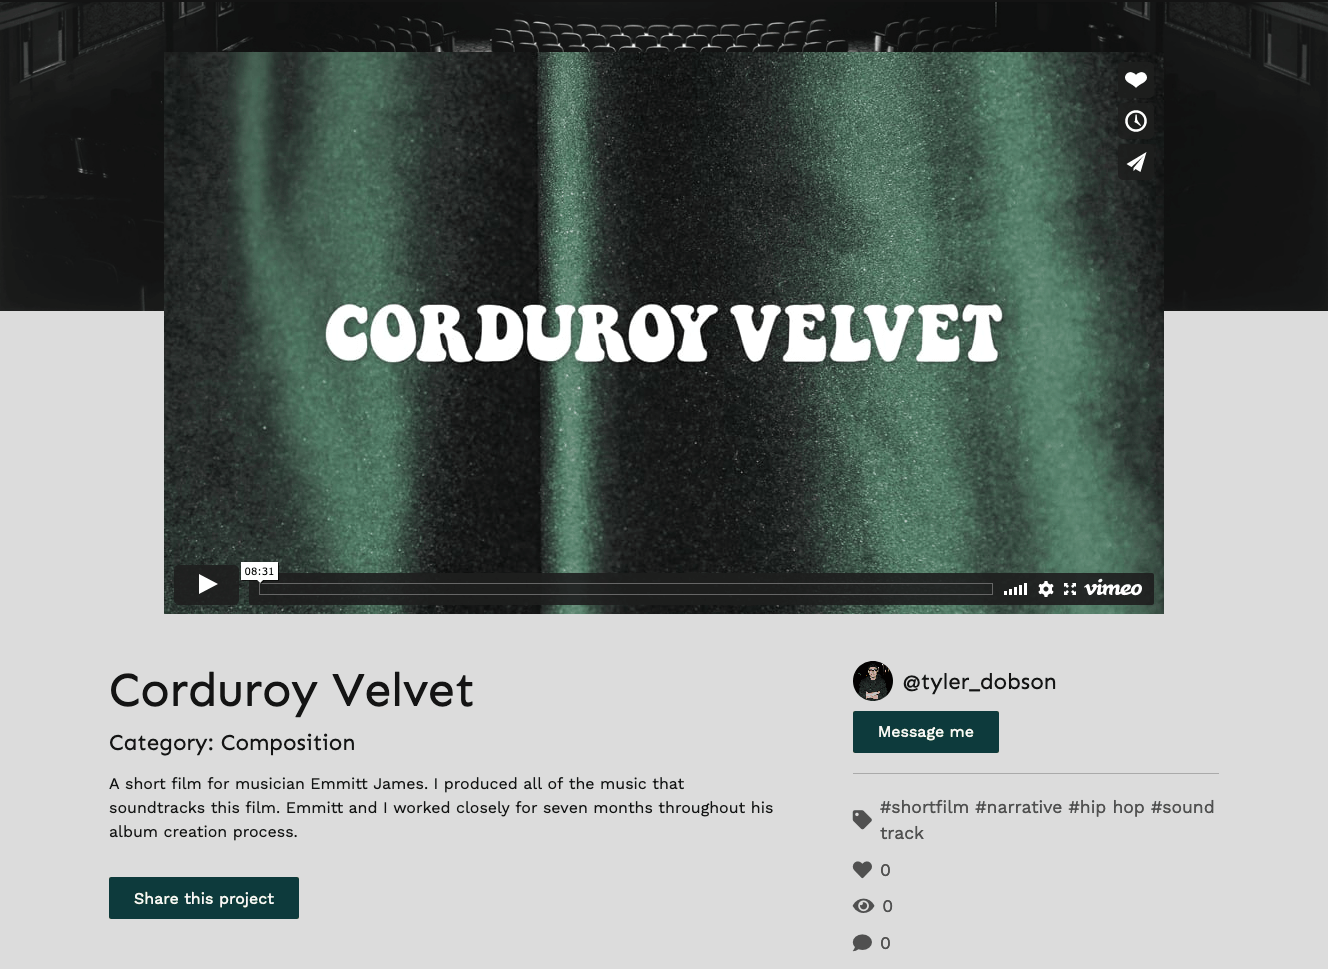 CORDUROY VELVET
08:31
vimeo
Corduroy Velvet
@tyler_dobson
Message me
Category: Composition
A short film for musician Emmitt James. I produced all of the music that
soundtracks this film. Emmitt and I worked closely for seven months throughout his
album creation process.
#shortfilm #narrative #hip hop #sound
track
0
0
0
Share this project